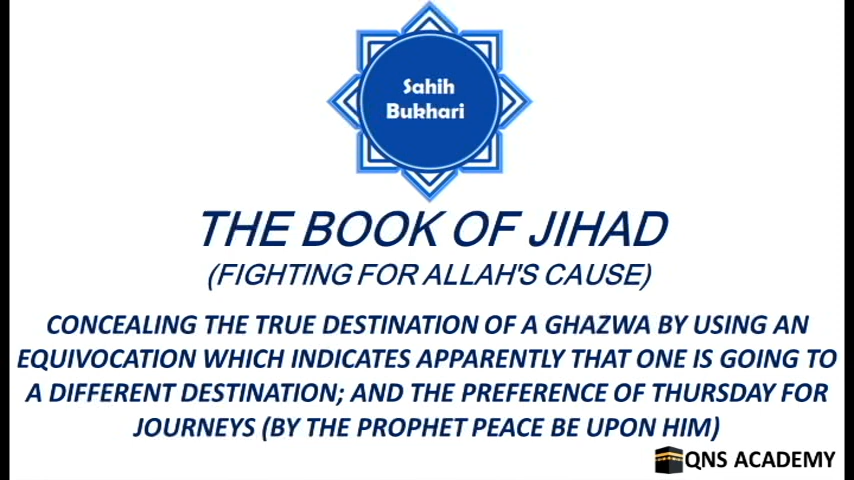 Sahih
Bukhari
THE BOOK OF JIHAD
(FIGHTING FOR ALLAH'S CAUSE)
CONCEALING THE TRUE DESTINATION OF A GHAZWA BY USING AN
EQUIVOCATION WHICH INDICATES APPARENTLY THAT ONE IS GOING TO
A DIFFERENT DESTINATION; AND THE PREFERENCE OF THURSDAY FOR
JOURNEYS (BY THE PROPHET PEACE BE UPON HIM)
QNS ACADEMY